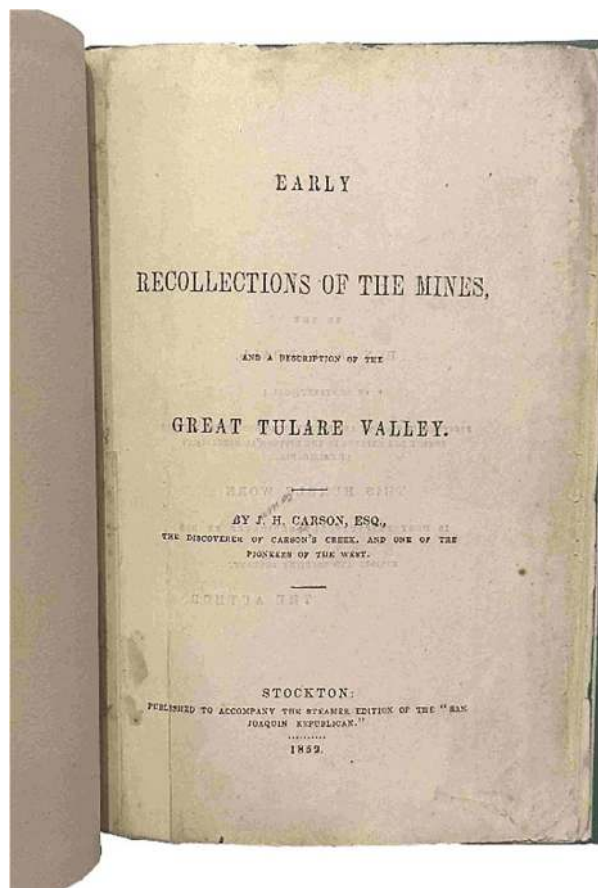 EARLY
RECOLLECTIONS OF THE MINES,
AND A DESCRIPTION OF THE
GREAT TULARE VALLEY.
BY J. H. CARSON, ESQ.,
THE DISCOVERER OF CARSON'S CREEK, AND ONE OF THE
PIONEERS OF THE WEST.
STOCKTON:
PUBLISHED TO ACCOMPANY THE STEAMER EDITION OF THE "SAN
JOAQUIN REPUBLICAN."
1852.